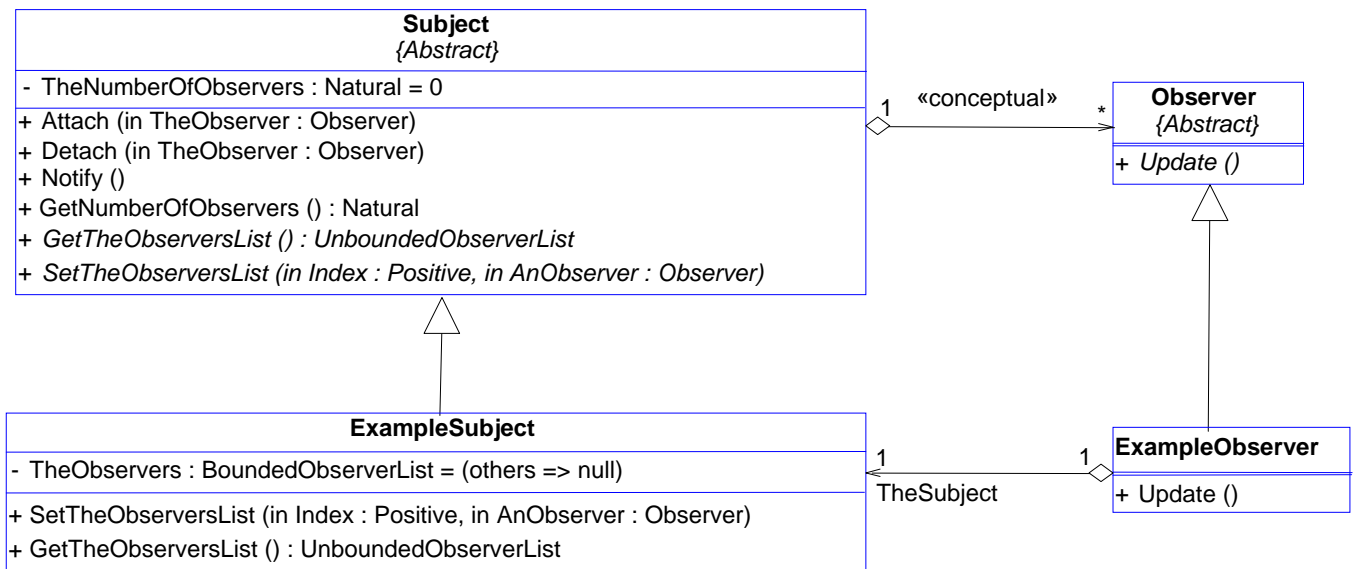 Subject
{Abstract}
- TheNumberOfObservers : Natural = 0
+ Attach (in TheObserver : Observer)
+ Detach (in TheObserver : Observer)
+ Notify ()
+ GetNumberOfObservers () : Natural
+ GetTheObserversList () : UnboundedObserverList
+ SetTheObserversList (in Index : Positive, in AnObserver : Observer)
1 «conceptual» *
Observer
{Abstract}
+ Update ()
ExampleSubject
- TheObservers : BoundedObserverList = (others => null)
+ SetTheObserversList (in Index : Positive, in AnObserver : Observer)
+ GetTheObserversList () : UnboundedObserverList
1 1
TheSubject
ExampleObserver
+ Update ()